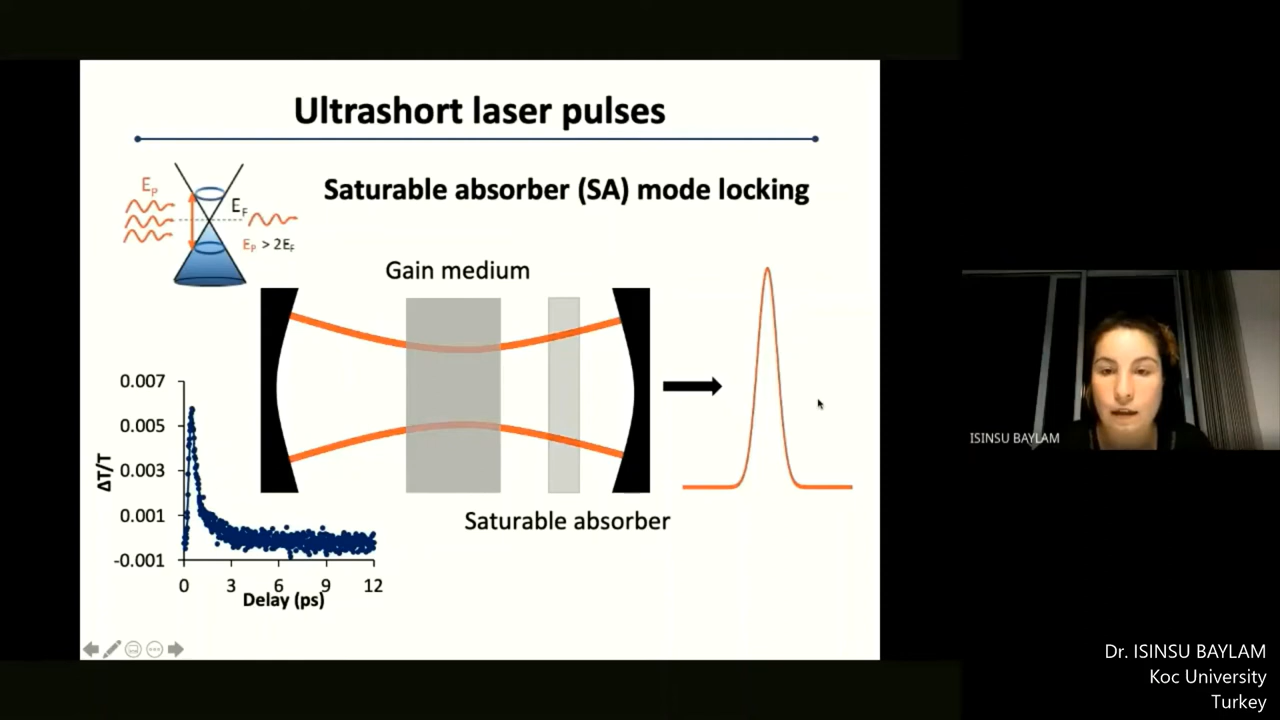 Ultrashort laser pulses
Saturable absorber (SA) mode locking
EP
EF
EP > 2EF
Gain medium
Saturable absorber
0.007
0.005
0.003
0.001
-0.001
ΔT/T
0 3 6 9 12
Delay (ps)
ISINSU BAYLAM
Dr. ISINSU BAYLAM
Koc University
Turkey